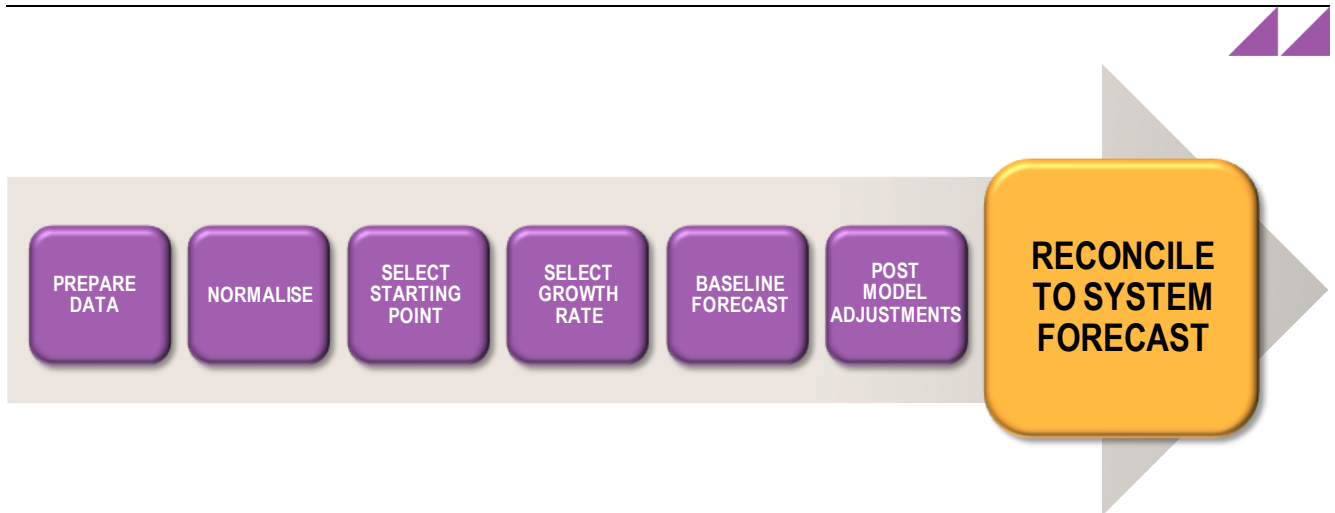 PREPARE
DATA
NORMALISE
SELECT
STARTING
POINT
SELECT
GROWTH
RATE
BASELINE
FORECAST
POST
MODEL
ADJUSTMENTS
RECONCILE
TO SYSTEM
FORECAST